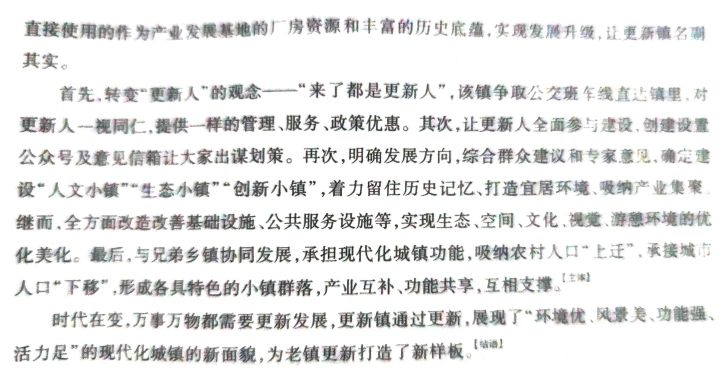 直接使用的作为产业发展基地的厂房资源和丰富的历史底蕴,实现发展升级,让更新镇名副
其实。
首先,转变“更新人”的观念——“来了都是更新人”,该镇争取公交班车线直达镇里,对
更新人一视同仁,提供一样的管理、服务、政策优惠。其次,让更新人全面参与建设,创建设置
公众号及意见信箱让大家出谋划策。再次,明确发展方向,综合群众建议和专家意见,确定建
设“人文小镇”“生态小镇”“创新小镇”,着力留住历史记忆、打造宜居环境、吸纳产业集聚。
继而,全方面改造改善基础设施、公共服务设施等,实现生态、空间、文化、视觉、游憩环境的优
化美化。最后,与兄弟乡镇协同发展,承担现代化城镇功能,吸纳农村人口“上迁”,承接城市
人口“下移”,形成各具特色的小镇群落,产业互补、功能共享,互相支撑。【主体】
时代在变,万事万物都需要更新发展,更新镇通过更新,展现了“环境优、风景美、功能强、
活力足”的现代化城镇的新面貌,为老镇更新打造了新样板。【结语】